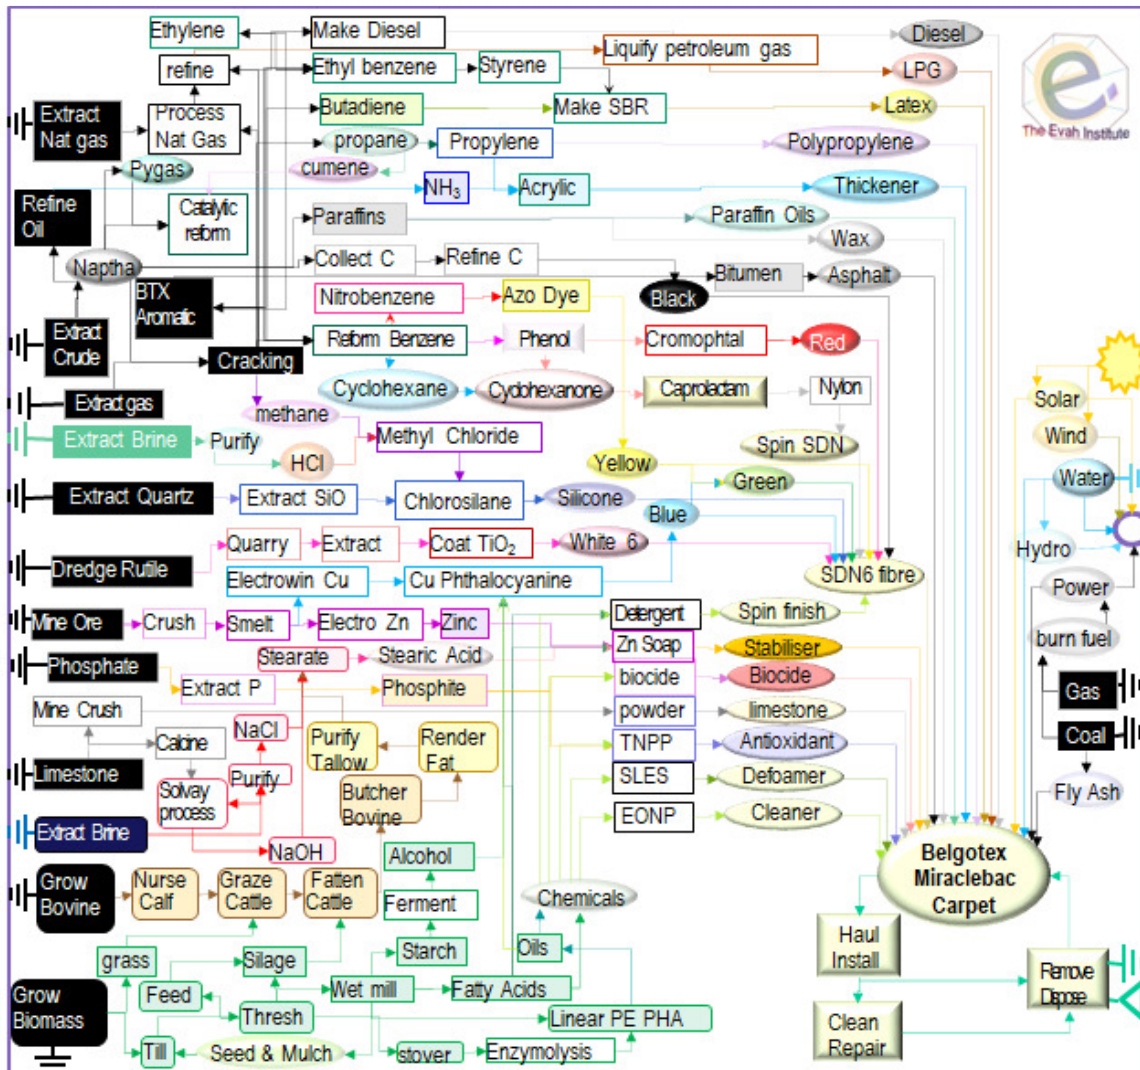 Ethylene
Make Diesel
Diesel
Liquify petroleum gas
refine
Ethyl benzene
Styrene
LPG
Extract
Nat gas
Process
Nat Gas
Butadiene
Make SBR
Latex
The Evah Institute
propane
Propylene
Polypropylene
Pygas
cumene
NH₃
Acrylic
Thickener
Refine
Oil
Catalytic
reform
Paraffins
Paraffin Oils
Wax
Naptha
Collect C
Refine C
Bitumen
Asphalt
BTX
Aromatic
Nitrobenzene
Azo Dye
Black
Extract
Crude
Reform Benzene
Phenol
Cromophtal
Red
Cracking
Cyclohexane
Cydohexanone
Caprolactam
Nylon
Extract gas
Solar
methane
Extract Brine
Purify
HCl
Methyl Chloride
Spin SDN
Wind
Yellow
Extract Quartz
Extract SiO
Chlorosilane
Silicone
Green
Water
Blue
Quarry
Extract
Coat TiO₂
White 6
Hydro
Dredge Rutile
Electrowin Cu
Cu Phthalocyanine
SDN6 fibre
Power
Mine Ore
Crush
Smelt
Electro Zn
Zinc
Detergent
Spin finish
burn fuel
Zn Soap
Stabiliser
Phosphate
Stearate
Stearic Acid
Extract P
Phosphite
biocide
Biocide
Gas
Mine Crush
NaCl
Purify
Tallow
Render
Fat
powder
limestone
Coal
Calcine
TNPP
Antioxidant
Limestone
Purify
Solvay
process
Butcher
Bovine
SLES
Defoamer
Fly Ash
Extract Brine
NaOH
EONP
Cleaner
Alcohol
Belgotex
Miraclebac
Carpet
Grow
Bovine
Nurse
Calf
Graze
Cattle
Fatten
Cattle
Ferment
Chemicals
Haul
Install
grass
Silage
Starch
Oils
Remove
Dispose
Grow
Biomass
Feed
Wet mill
Fatty Acids
Thresh
Linear PE PHA
Clean
Repair
Till
Seed & Mulch
stover
Enzymolysis